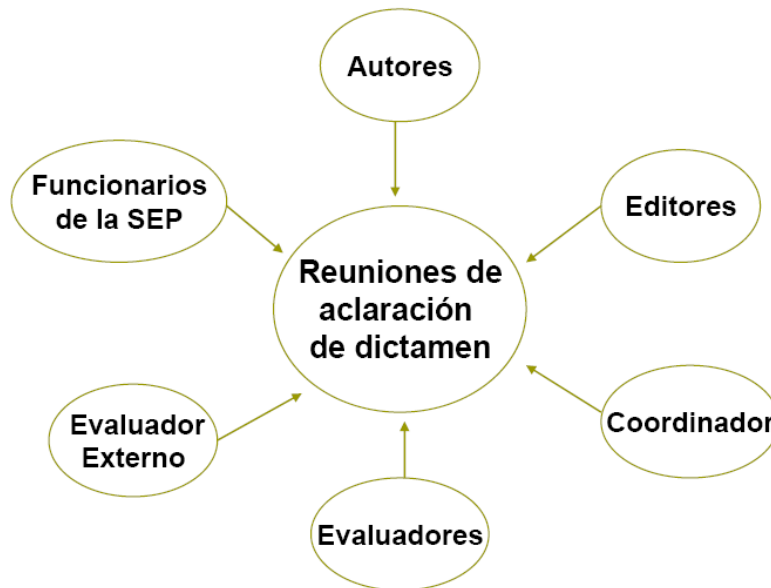 Autores
Funcionarios
de la SEP
Editores
Reuniones de
aclaración
de dictamen
Evaluador
Externo
Coordinador
Evaluadores